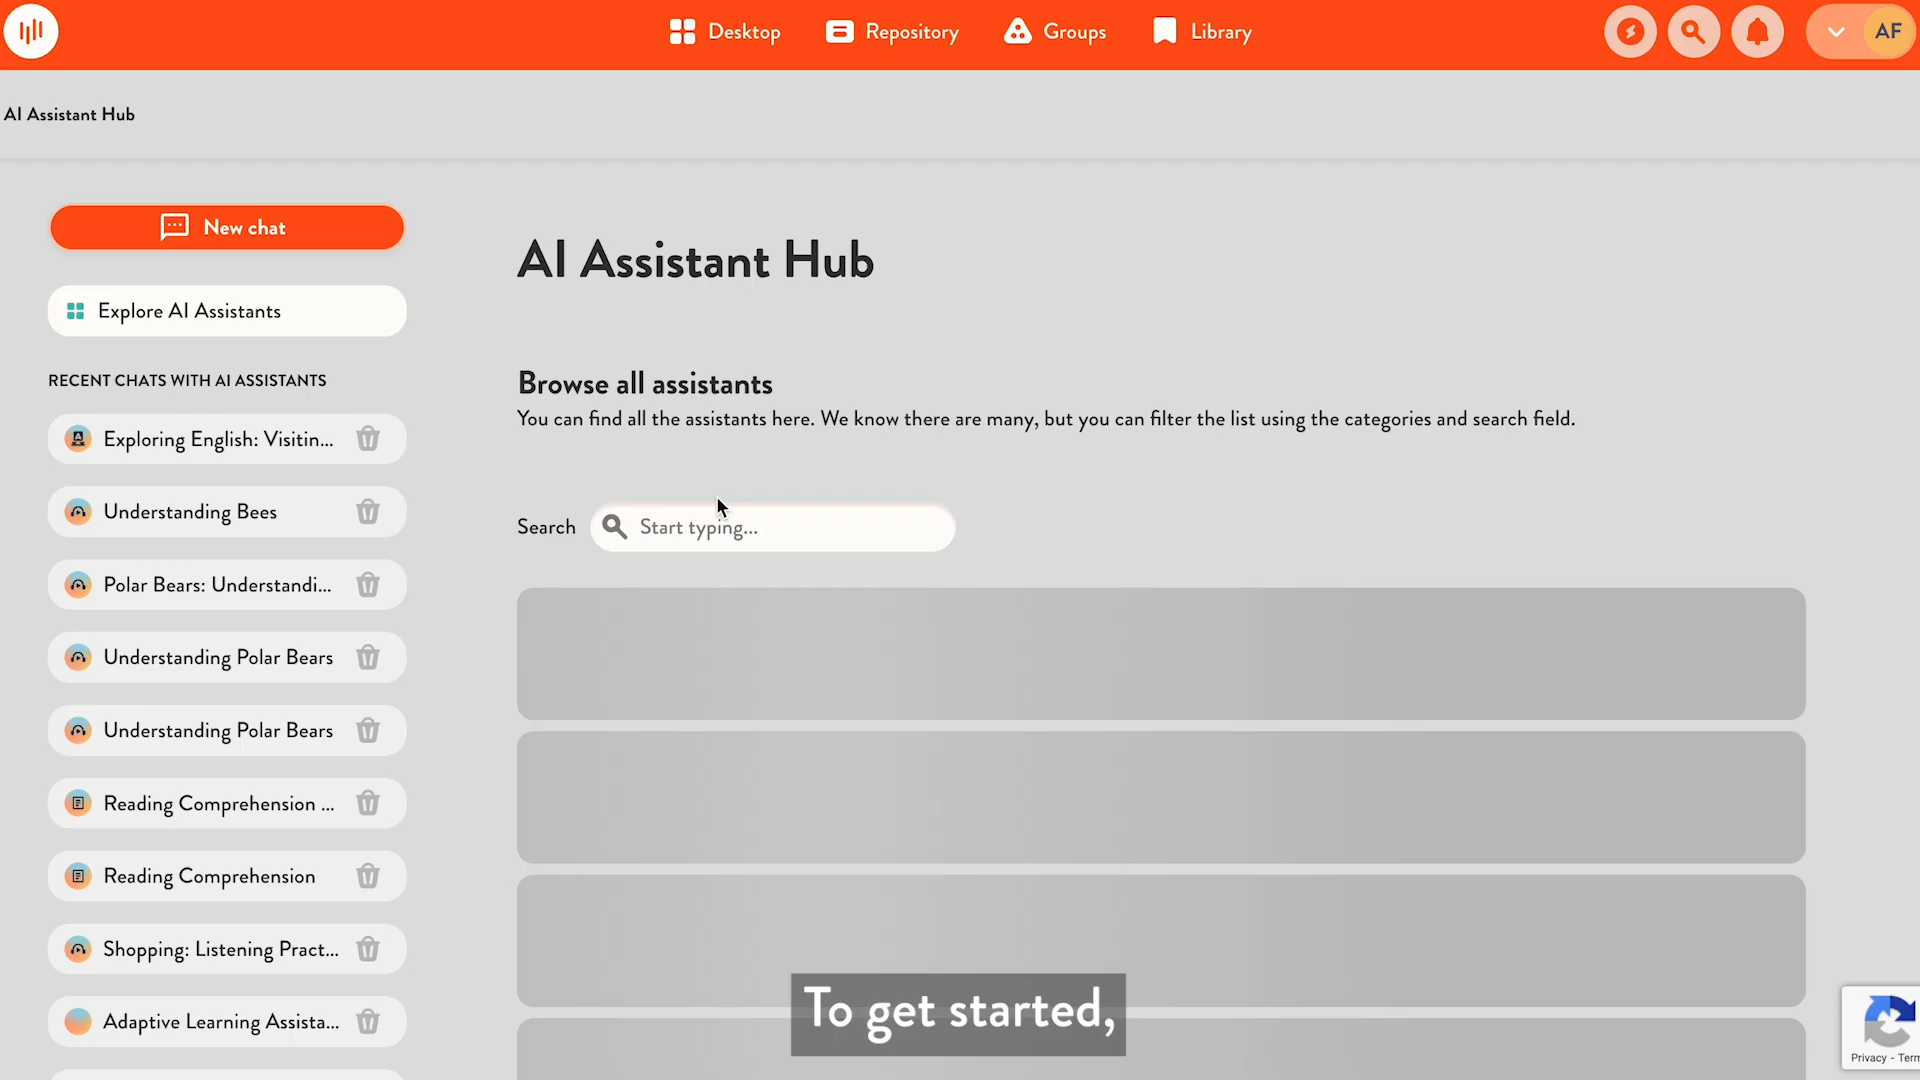 Desktop
Repository
Groups
Library
AF
AI Assistant Hub
New chat
Explore AI Assistants
RECENT CHATS WITH AI ASSISTANTS
Exploring English: Visitin...
Understanding Bees
Polar Bears: Understandi...
Understanding Polar Bears
Understanding Polar Bears
Reading Comprehension ...
Reading Comprehension
Shopping: Listening Pract...
Adaptive Learning Assista...
AI Assistant Hub
Browse all assistants
You can find all the assistants here. We know there are many, but you can filter the list using the categories and search field.
Search
Start typing...
To get started,
Privacy - Term